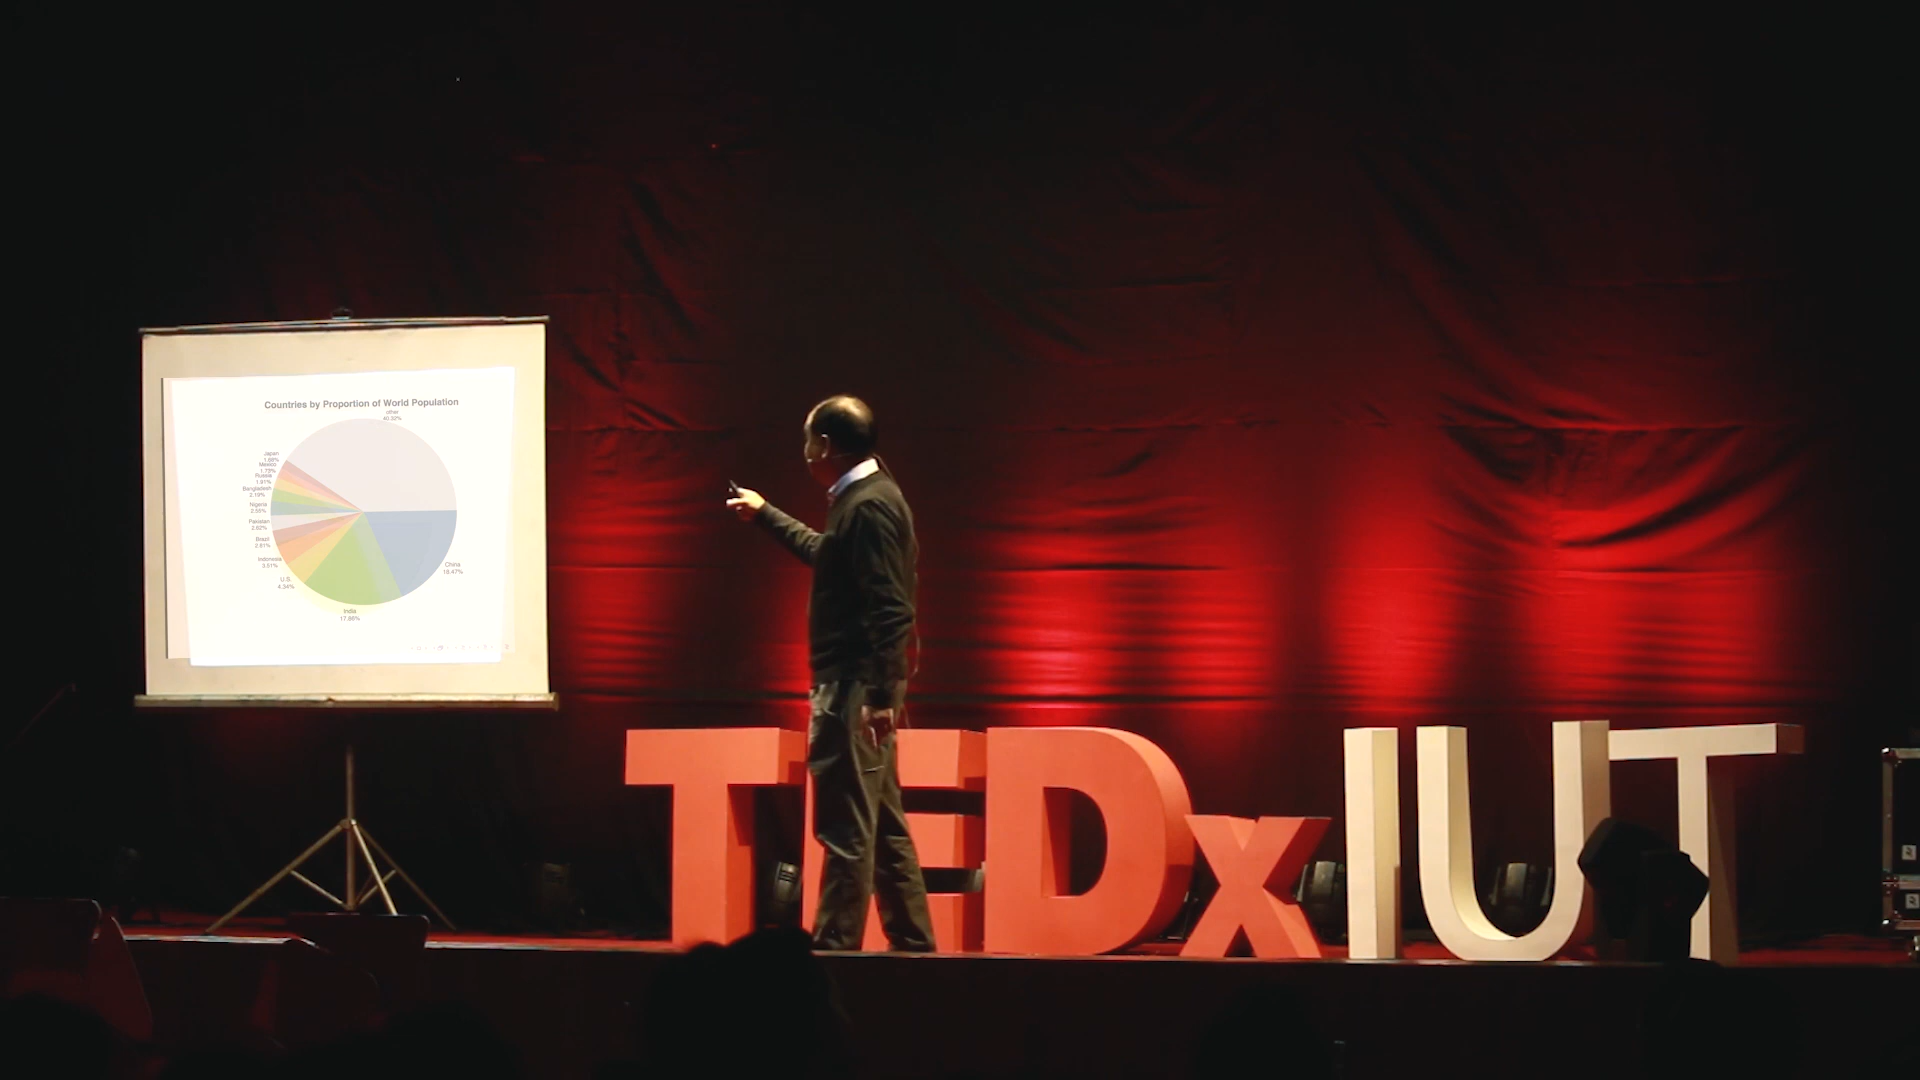 Countries by Proportion of World Population
other
40.32%
Japan
1.68%
Mexico
1.73%
Russia
1.91%
Bangladesh
2.19%
Nigeria
2.55%
Pakistan
2.82%
Brazil
2.81%
Indonesia
3.51%
U.S.
4.34%
India
17.86%
China
18.47%
TEDx IUT